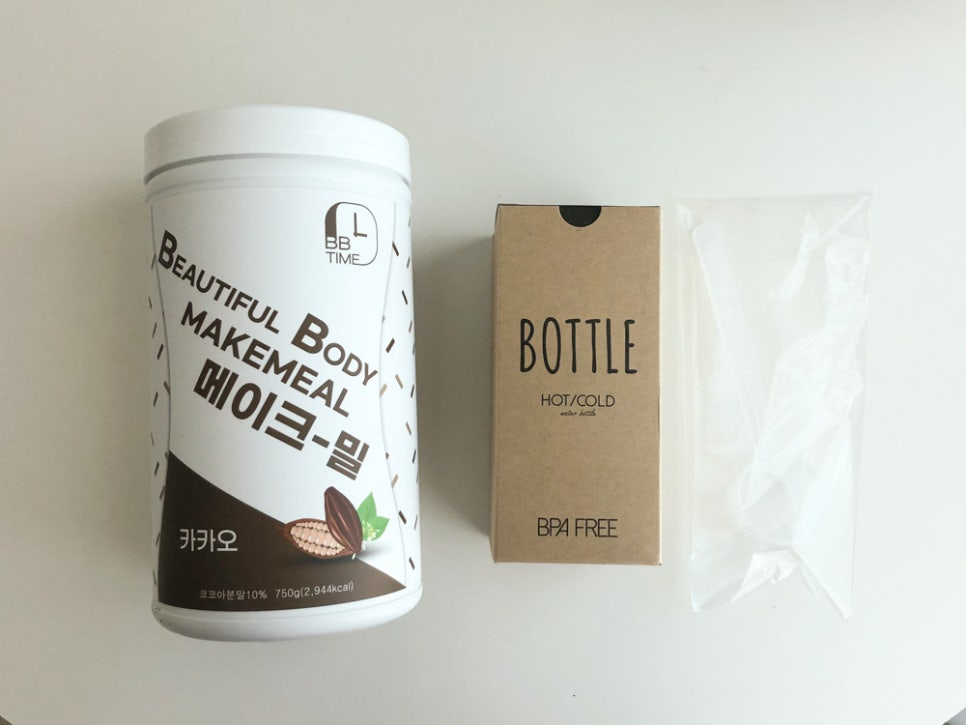 BB
TIME
BEAUTIFUL BODY
MAKEMEAL
메이크-밀
카카오
코코아분말10% 750g(2,944kcal)
BOTTLE
HOT/COLD
water bottle
BPA FREE